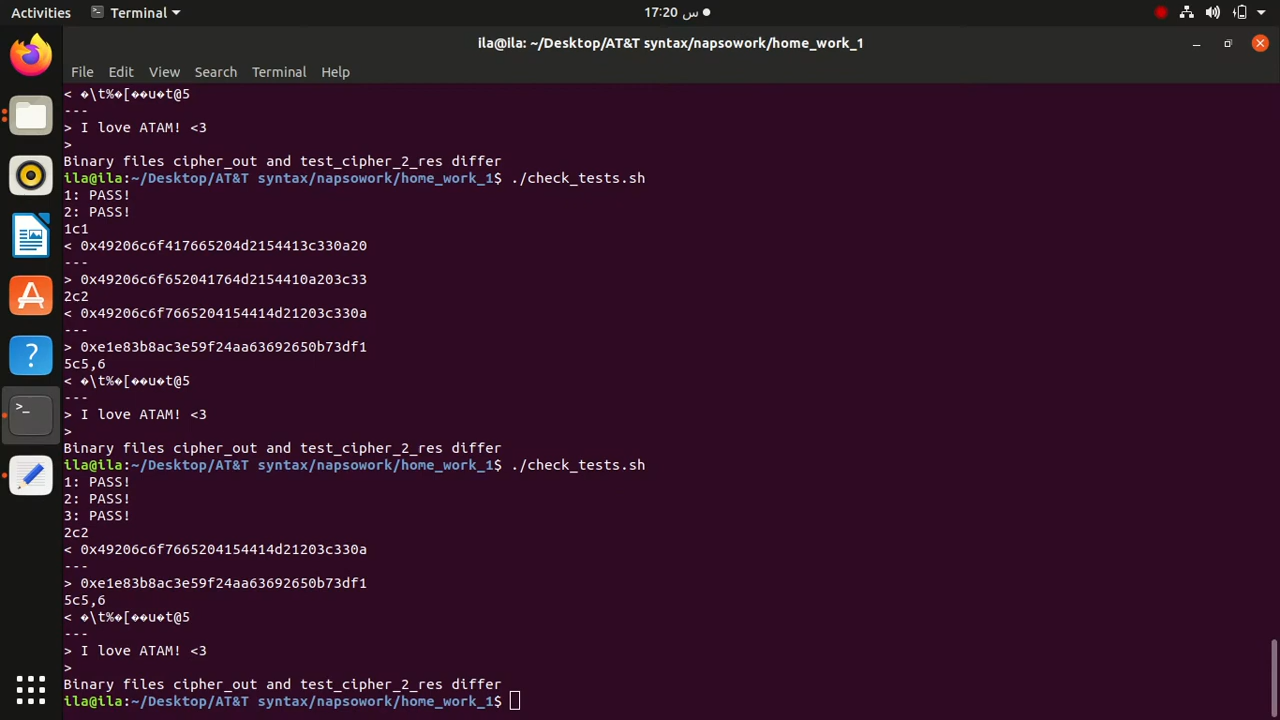 Activities
Terminal
17:20 س
ila@ila: ~/Desktop/AT&T syntax/napsowork/home_work_1
File Edit View Search Terminal Help
< �\t%�[��u�t@5
---
> I love ATAM! <3
>
Binary files cipher_out and test_cipher_2_res differ
ila@ila:~/Desktop/AT&T syntax/napsowork/home_work_1$ ./check_tests.sh
1: PASS!
2: PASS!
1c1
< 0x49206c6f417665204d2154413c330a20
---
> 0x49206c6f652041764d2154410a203c33
2c2
< 0x49206c6f7665204154414d21203c330a
---
> 0xe1e83b8ac3e59f24aa63692650b73df1
5c5,6
< �\t%�[��u�t@5
---
> I love ATAM! <3
>
Binary files cipher_out and test_cipher_2_res differ
ila@ila:~/Desktop/AT&T syntax/napsowork/home_work_1$ ./check_tests.sh
1: PASS!
2: PASS!
3: PASS!
2c2
< 0x49206c6f7665204154414d21203c330a
---
> 0xe1e83b8ac3e59f24aa63692650b73df1
5c5,6
< �\t%�[��u�t@5
---
> I love ATAM! <3
>
Binary files cipher_out and test_cipher_2_res differ
ila@ila:~/Desktop/AT&T syntax/napsowork/home_work_1$